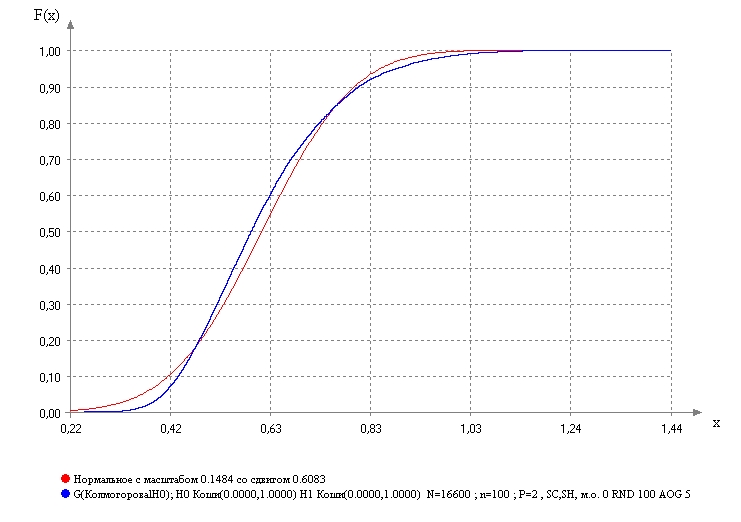 F(x)
1,00
0,90
0,80
0,70
0,60
0,50
0,40
0,30
0,20
0,10
0,00
0,22 0,42 0,63 0,83 1,03 1,24 1,44
x
Нормальное с масштабом 0.1484 со сдвигом 0.6083
G(Колмогорова|H0); H0 Коши(0.0000,1.0000) H1 Коши(0.0000,1.0000) N=16600 ; n=100 ; P=2 , SC,SH, м.о. 0 RND 100 AOG 5